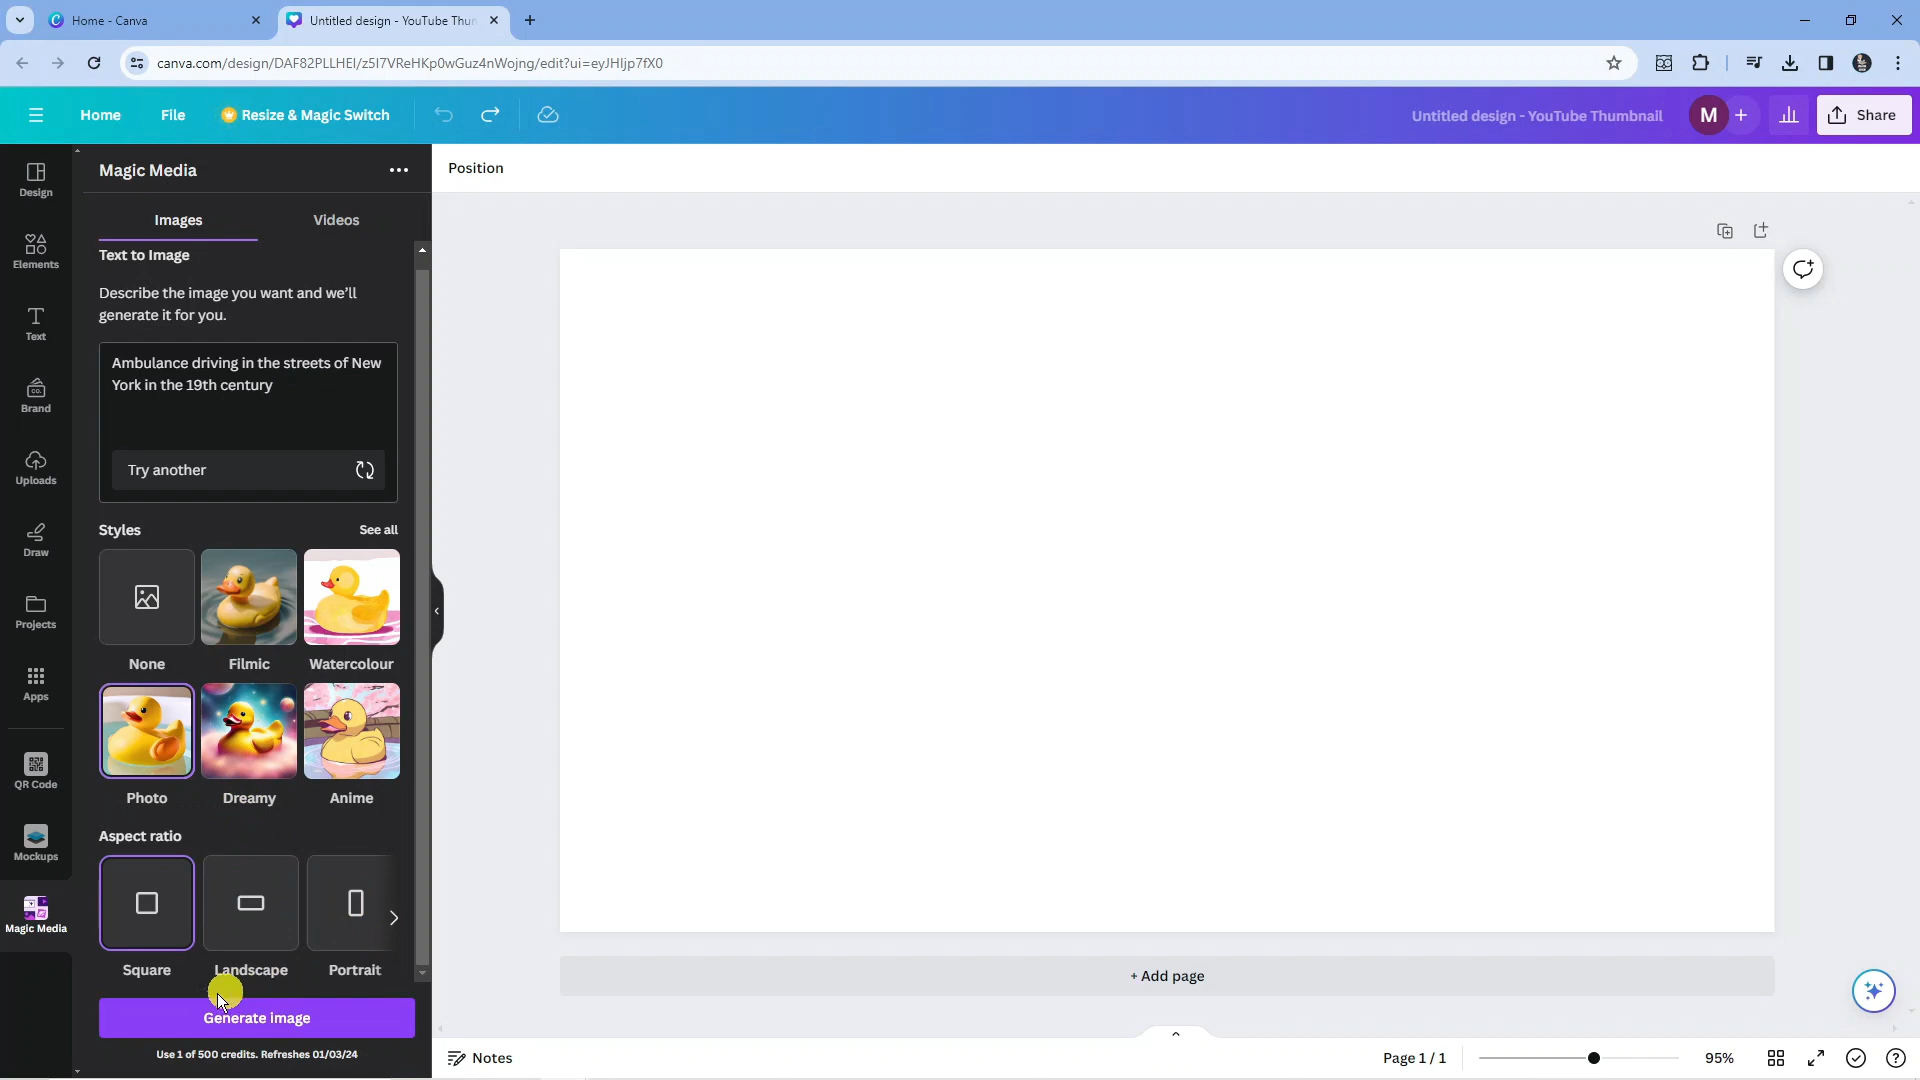 Home - Canva
Untitled design - YouTube Thu
canva.com/design/DAF82PLLHEI/z5I7VReHKp0wGuz4nWojng/edit?ui=eyJHIjp7fX0
Home
File
Resize & Magic Switch
Untitled design - YouTube Thumbnail
M
Share
Design
Elements
Text
Brand
Uploads
Draw
Projects
Apps
QR Code
Mockups
Magic Media
Magic Media
Images
Videos
Text to Image
Describe the image you want and we'll
generate it for you.
Ambulance driving in the streets of New
York in the 19th century
Try another
Styles
See all
None
Filmic
Watercolour
Photo
Dreamy
Anime
Aspect ratio
Square
Landscape
Portrait
Generate image
Use 1 of 500 credits. Refreshes 01/03/24
Position
+ Add page
Notes
Page 1 / 1
95%